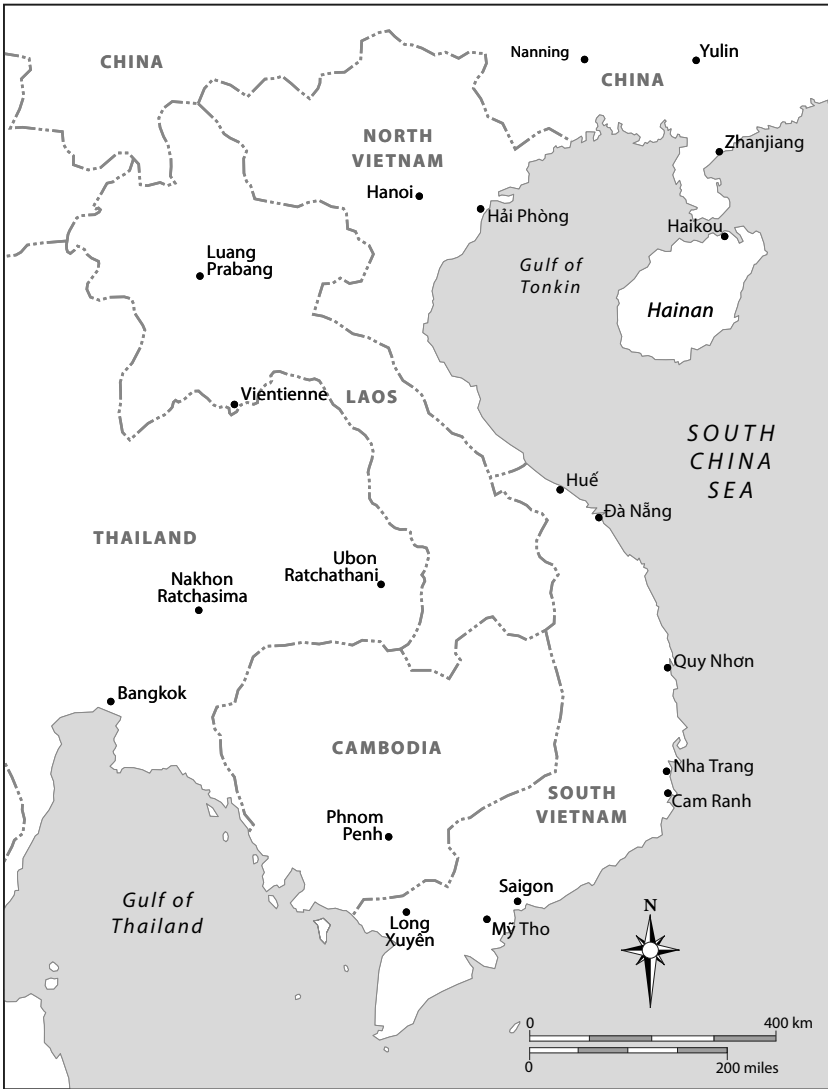 CHINA
Nanning
Yulin
CHINA
NORTH
VIETNAM
Zhanjiang
Hanoi
Hải Phòng
Haikou
Luang
Prabang
Gulf of
Tonkin
Hainan
Vientienne
LAOS
SOUTH
CHINA
SEA
Huế
Đà Nẵng
THAILAND
Ubon
Ratchathani
Nakhon
Ratchasima
Quy Nhơn
Bangkok
CAMBODIA
Nha Trang
Cam Ranh
SOUTH
VIETNAM
Phnom
Penh
Saigon
Gulf of
Thailand
Long
Xuyên
Mỹ Tho
N
0 400 km
0 200 miles